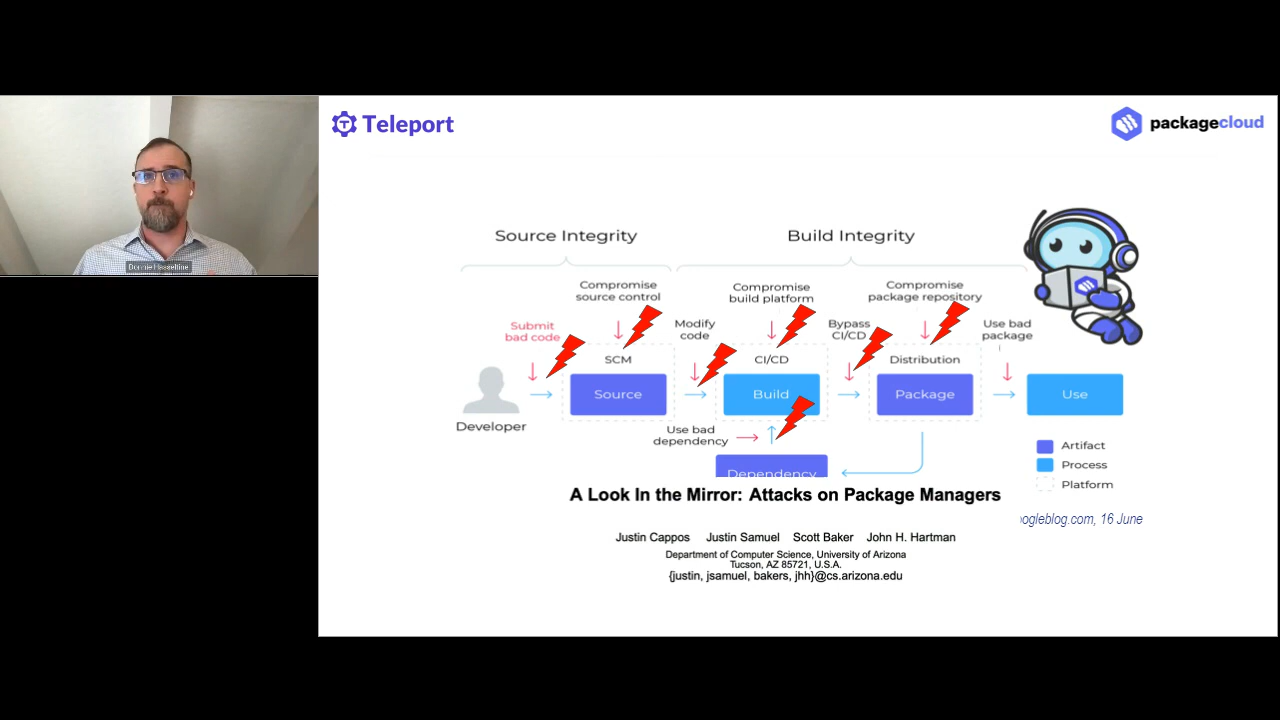 Teleport
packagecloud
Donnie Hasseltine
Source Integrity
Build Integrity
Compromise
source control
Compromise
build platform
Compromise
package repository
Submit
bad code
Modify
code
Bypass
CI/CD
Use bad
package
SCM
CI/CD
Distribution
Source
Build
Package
Use
Developer
Use bad
dependency
Dependency
Artifact
Process
Platform
A Look In the Mirror: Attacks on Package Managers
ogleblog.com, 16 June
Justin Cappos Justin Samuel Scott Baker John H. Hartman
Department of Computer Science, University of Arizona
Tucson, AZ 85721, U.S.A.
{justin, jsamuel, bakers, jhh}@cs.arizona.edu